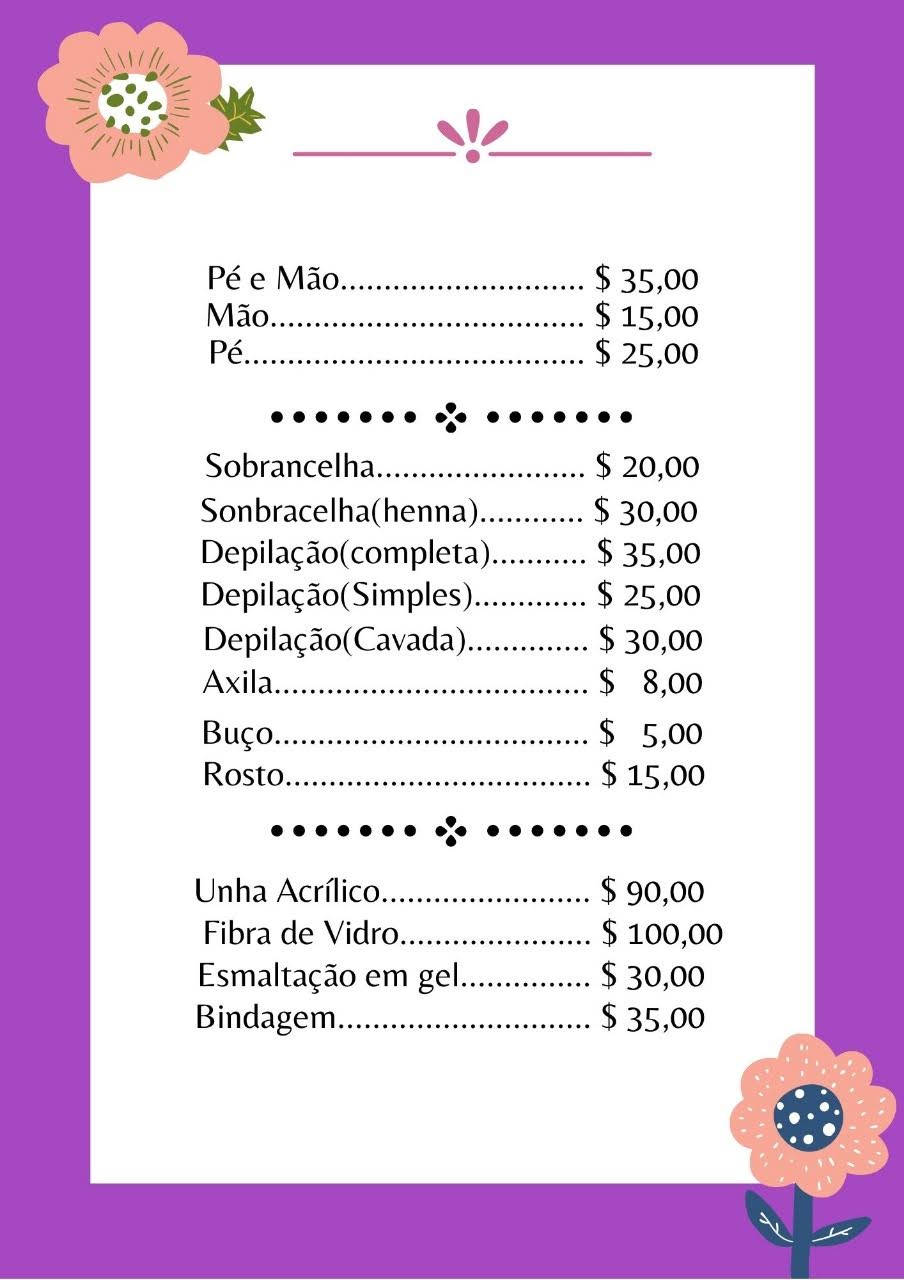 Pé e Mão............................ $ 35,00
Mão.................................... $ 15,00
Pé....................................... $ 25,00
Sobrancelha........................ $ 20,00
Sonbracelha(henna)............ $ 30,00
Depilação(completa)........... $ 35,00
Depilação(Simples)............. $ 25,00
Depilação(Cavada).............. $ 30,00
Axila.................................... $ 8,00
Buço.................................... $ 5,00
Rosto................................... $ 15,00
Unha Acrílico........................ $ 90,00
Fibra de Vidro...................... $ 100,00
Esmaltação em gel............... $ 30,00
Bindagem............................. $ 35,00